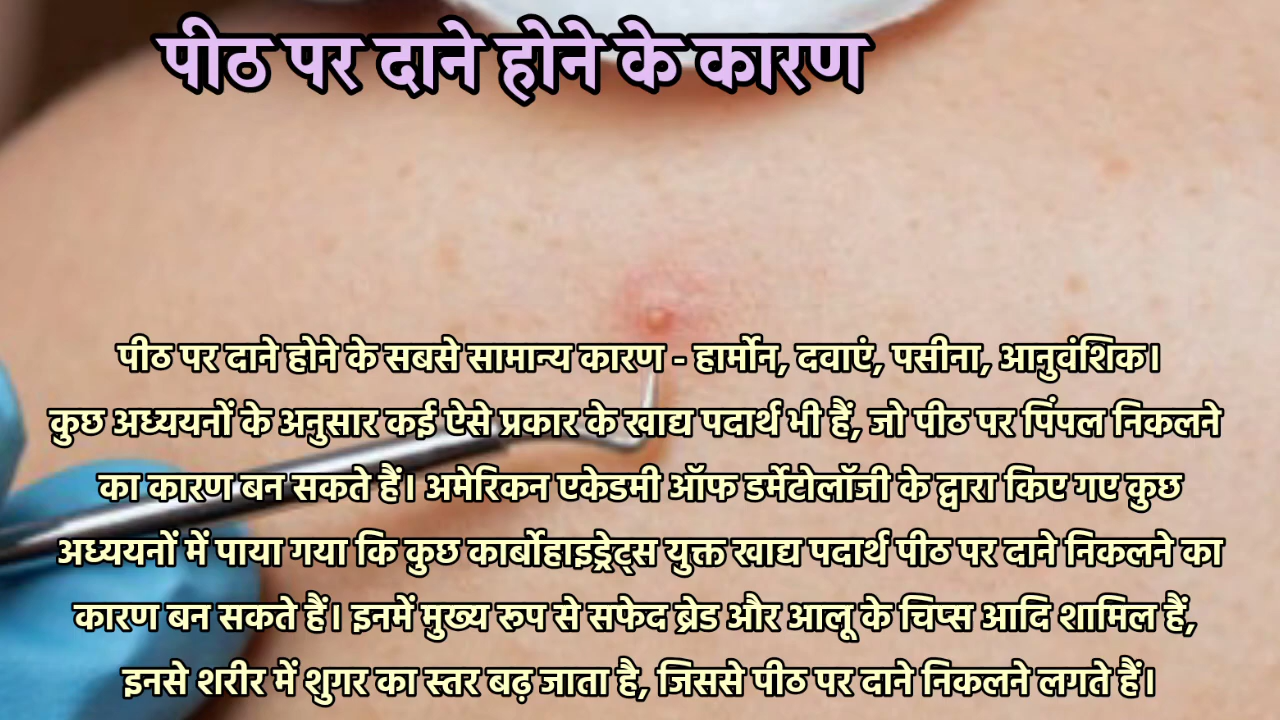 पीठ पर दाने होने के कारण
पीठ पर दाने होने के सबसे सामान्य कारण - हार्मोन, दवाएं, पसीना, आनुवंशिक।
कुछ अध्ययनों के अनुसार कई ऐसे प्रकार के खाद्य पदार्थ भी हैं, जो पीठ पर पिंपल निकलने
का कारण बन सकते हैं। अमेरिकन एकेडमी ऑफ डर्मेटोलॉजी के द्वारा किए गए कुछ
अध्ययनों में पाया गया कि कुछ कार्बोहाइड्रेट्स युक्त खाद्य पदार्थ पीठ पर दाने निकलने का
कारण बन सकते हैं। इनमें मुख्य रूप से सफेद ब्रेड और आलू के चिप्स आदि शामिल हैं,
इनसे शरीर में शुगर का स्तर बढ़ जाता है, जिससे पीठ पर दाने निकलने लगते हैं।